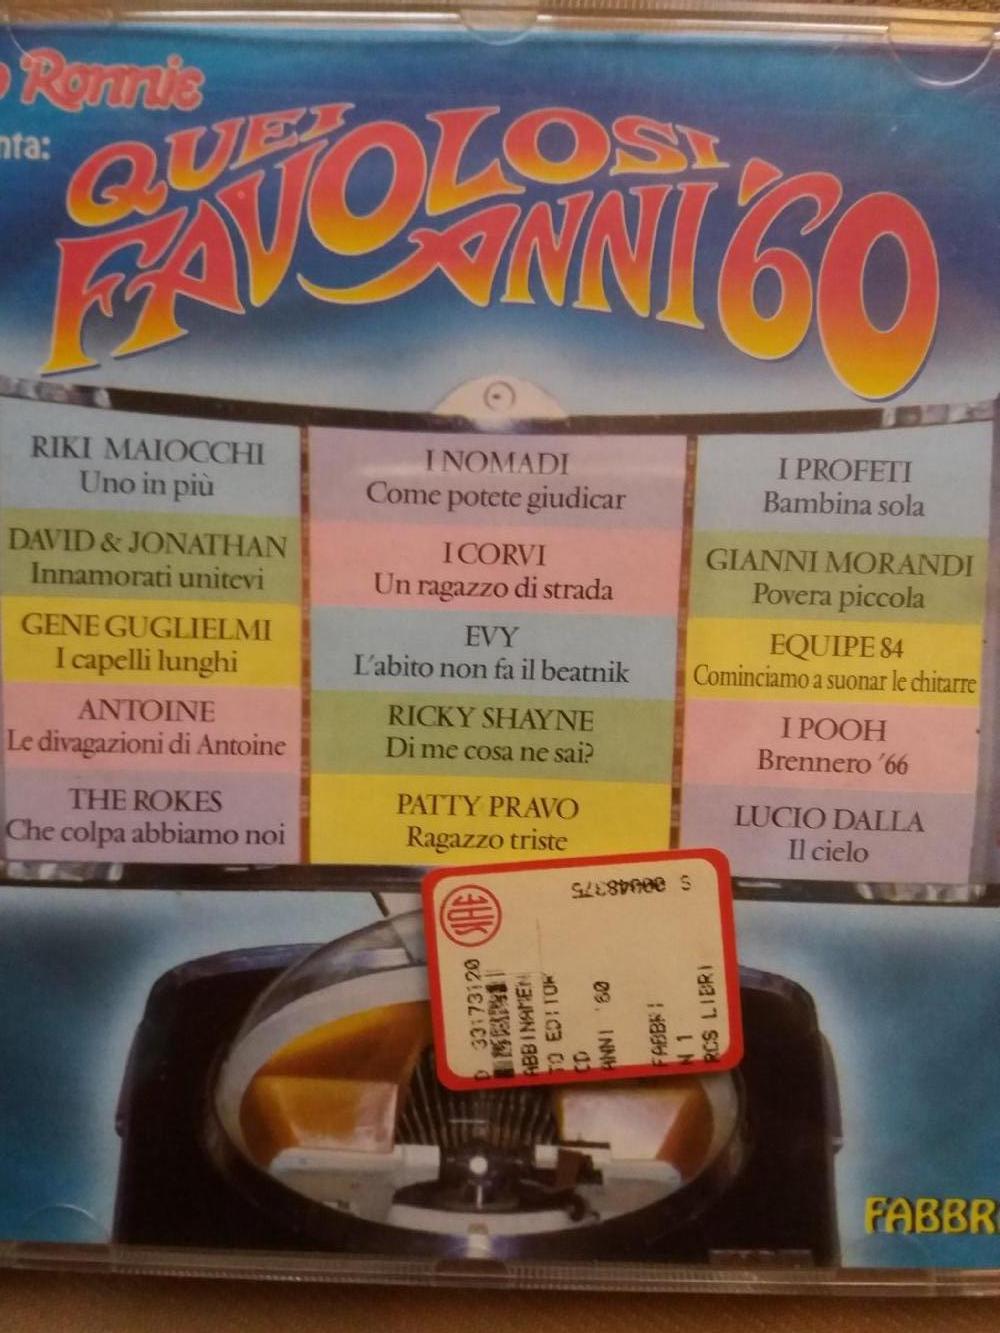 Ronnie
nta:
QUEI
FAVOLOSI
ANNI '60
RIKI MAIOCCHI
Uno in più
DAVID & JONATHAN
Innamorati unitevi
GENE GUGLIELMI
I capelli lunghi
ANTOINE
Le divagazioni di Antoine
THE ROKES
Che colpa abbiamo noi
I NOMADI
Come potete giudicar
I CORVI
Un ragazzo di strada
EVY
L'abito non fa il beatnik
RICKY SHAYNE
Di me cosa ne sai?
PATTY PRAVO
Ragazzo triste
I PROFETI
Bambina sola
GIANNI MORANDI
Povera piccola
EQUIPE 84
Cominciamo a suonar le chitarre
I POOH
Brennero '66
LUCIO DALLA
Il cielo
S 00048375
D 33173120
ABBINAMEN
TO EDITOR
CD
ANNI '60
FABBRI
N 1
RCS LIBRI
FABBR